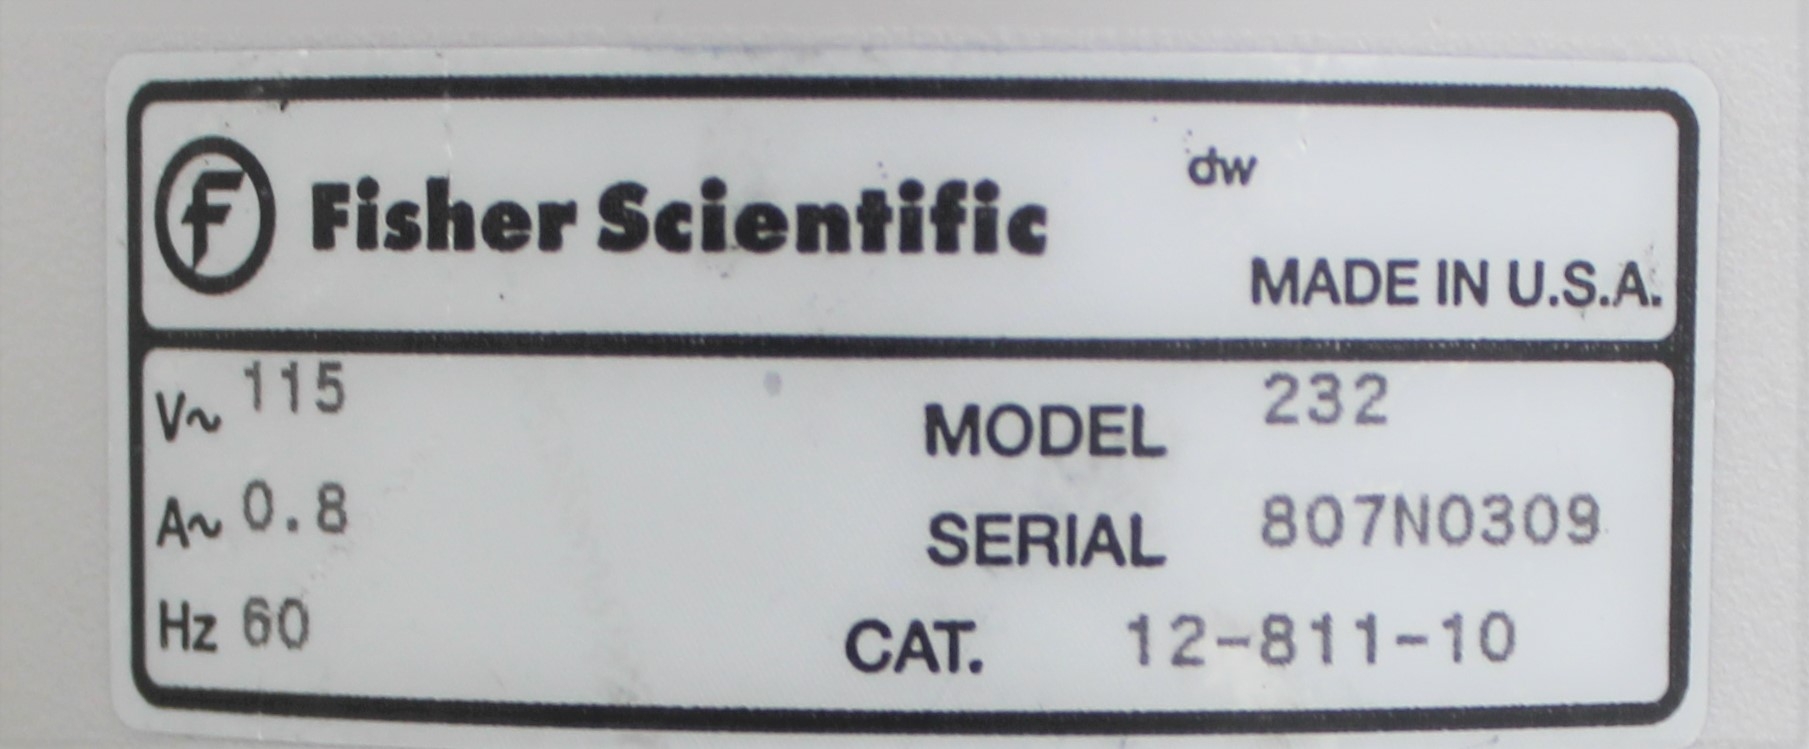 F Fisher Scientific
dw
MADE IN U.S.A.
V~ 115
MODEL 232
A~ 0.8
SERIAL 807N0309
Hz 60
CAT. 12-811-10